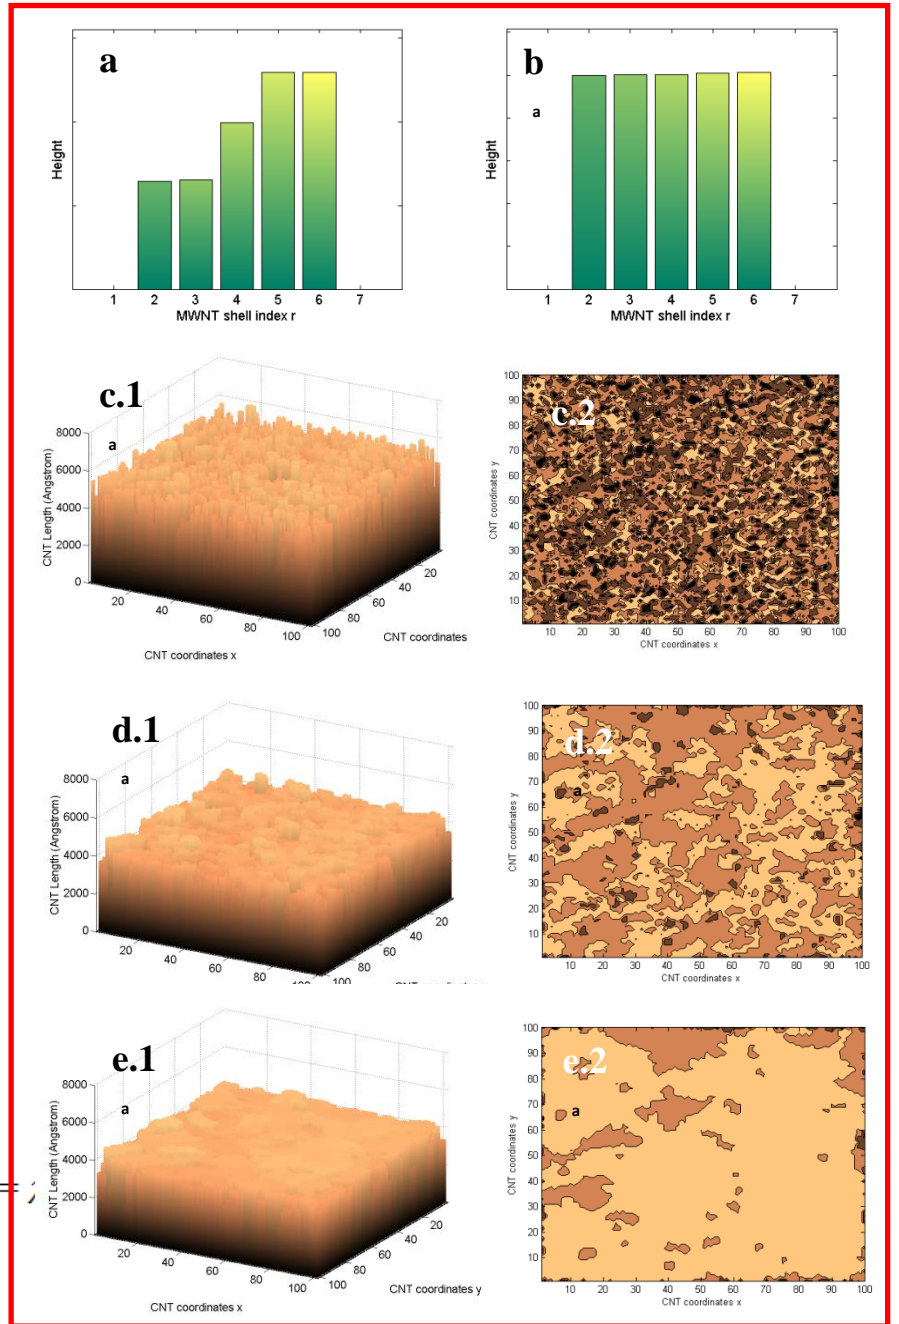 a
Height
1 2 3 4 5 6 7
MWNT shell index r
b
a
Height
1 2 3 4 5 6 7
MWNT shell index r
c.1
a
8000
6000
4000
2000
0
CNT Length (Angstrom)
20
40
60
80
100
100
80
60
40
20
CNT coordinates
CNT coordinates x
c.2
a
100
90
80
70
60
50
40
30
20
10
CNT coordinates y
10 20 30 40 50 60 70 80 90 100
CNT coordinates x
d.1
a
8000
6000
4000
2000
0
CNT Length (Angstrom)
20
40
60
80
100
80
60
40
20
d.2
a
100
90
80
70
60
50
40
30
20
10
CNT coordinates y
10 20 30 40 50 60 70 80 90 100
CNT coordinates x
e.1
a
8000
6000
4000
2000
0
CNT Length (Angstrom)
20
40
60
80
100
100
80
60
40
20
CNT coordinates y
CNT coordinates x
e.2
a
100
90
80
70
60
50
40
30
20
10
CNT coordinates y
10 20 30 40 50 60 70 80 90 100
CNT coordinates x
=